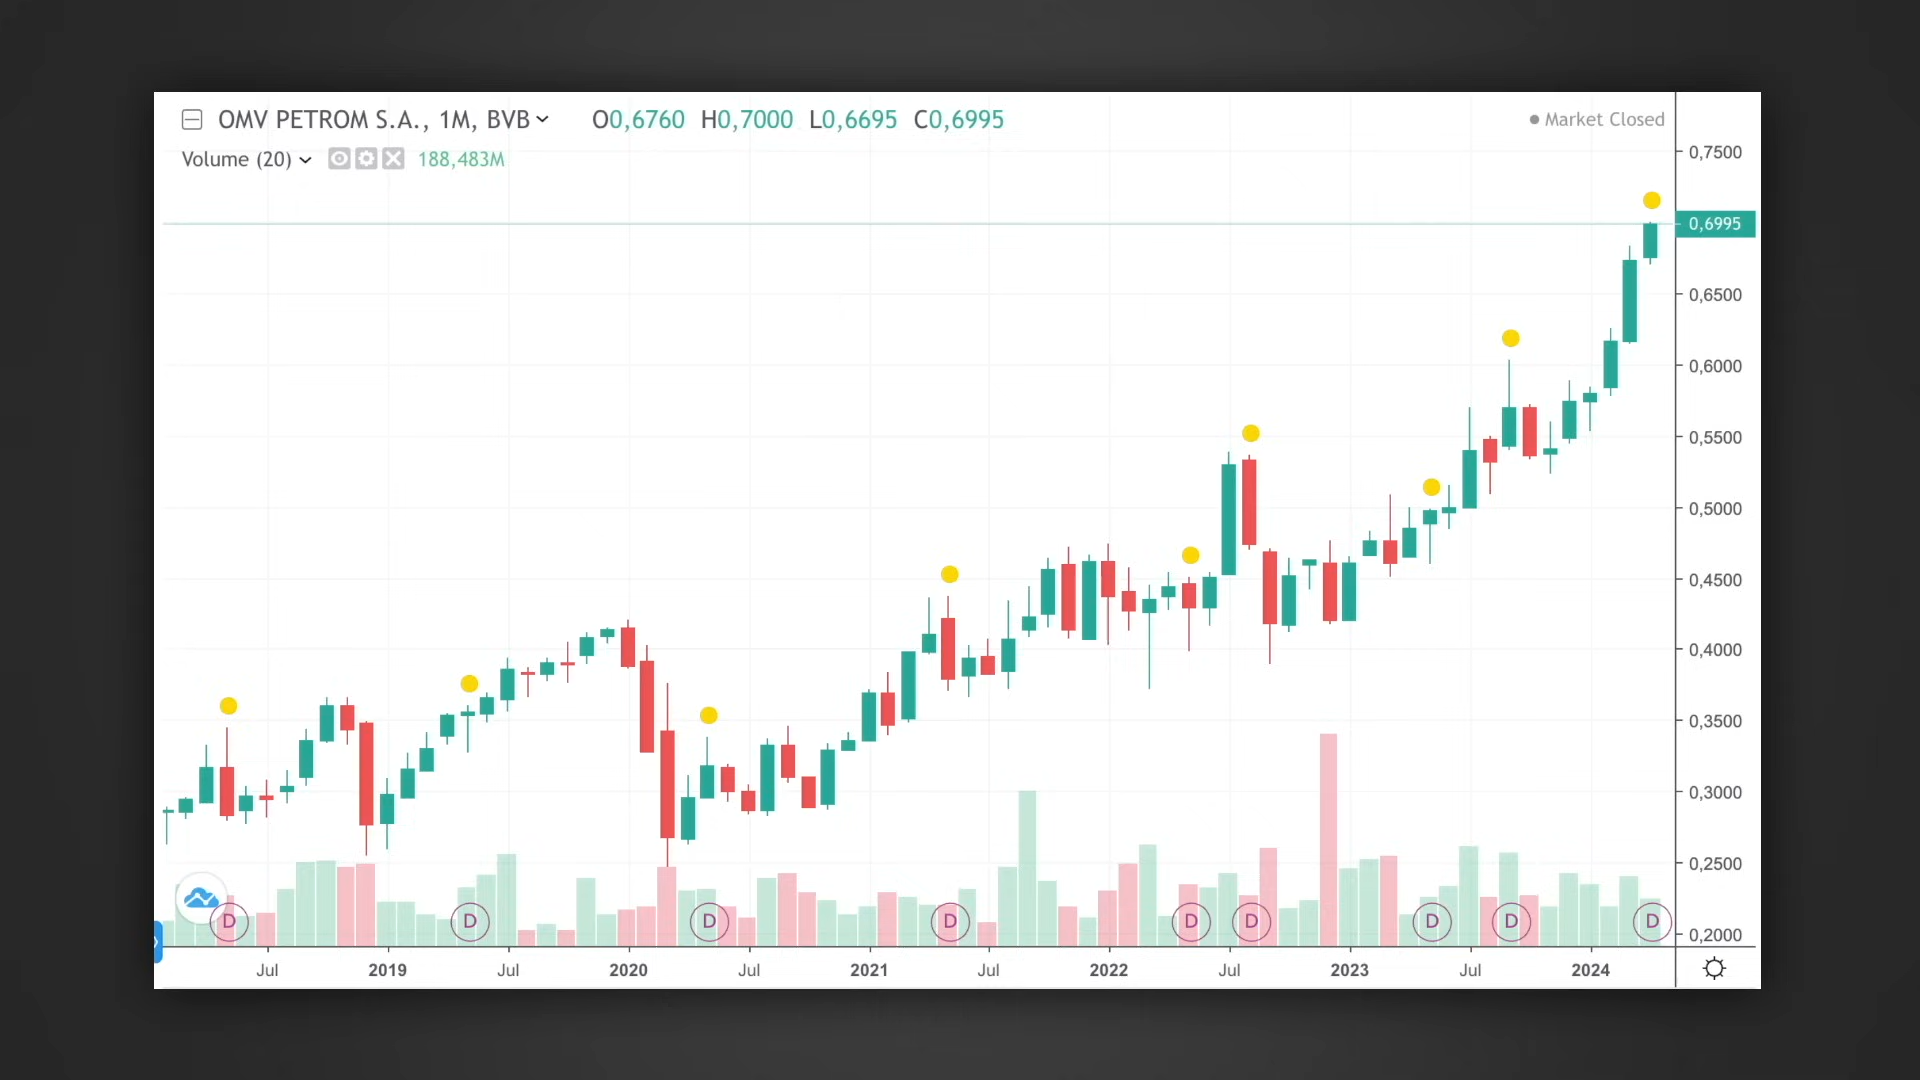 OMV PETROM S.A., 1M, BVB O0,6760 H0,7000 L0,6695 C0,6995
Market Closed
Volume (20) 188,483M
0,7500
0,6995
0,6500
0,6000
0,5500
0,5000
0,4500
0,4000
0,3500
0,3000
0,2500
0,2000
D D D D D D D D D
Jul 2019 Jul 2020 Jul 2021 Jul 2022 Jul 2023 Jul 2024